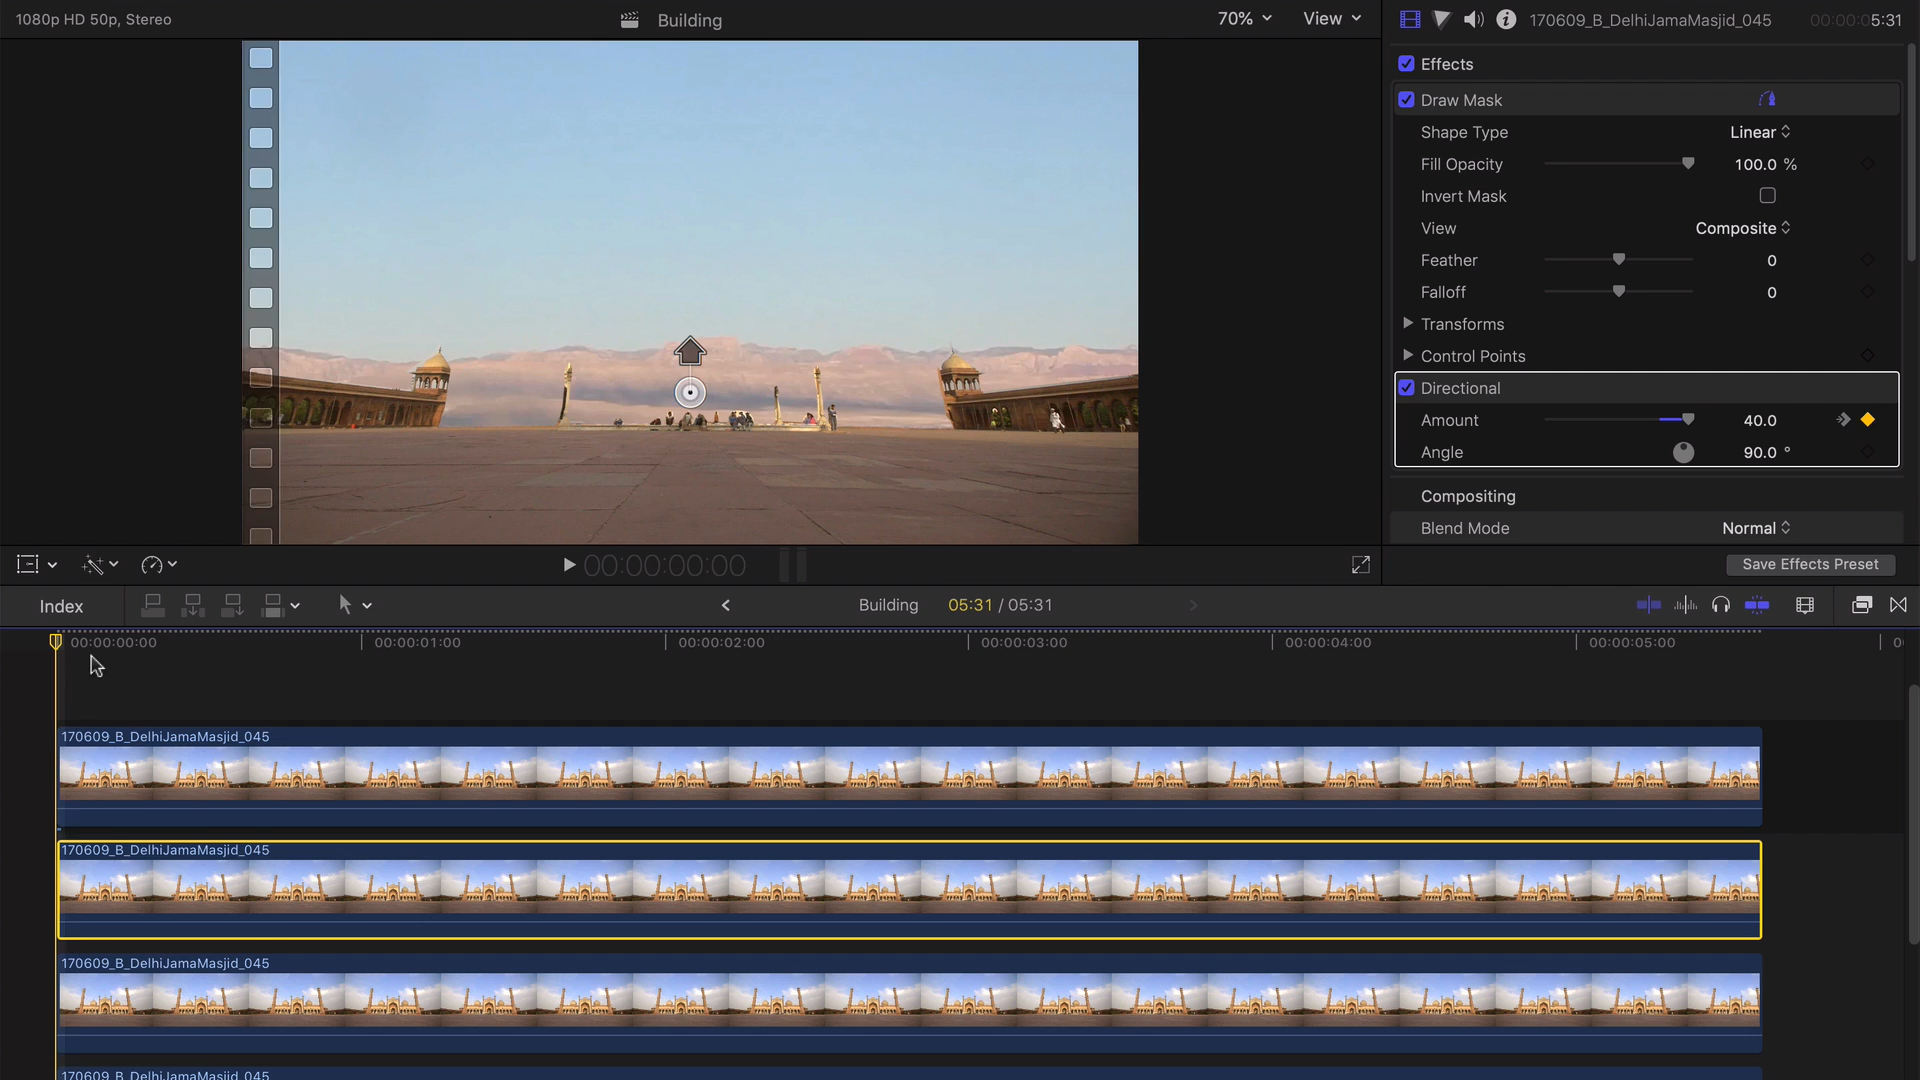 1080p HD 50p, Stereo
Building
70%
View
170609_B_DelhiJamaMasjid_045
00:00:05:31
Effects
Draw Mask
Shape Type
Linear
Fill Opacity
100.0 %
Invert Mask
View
Composite
Feather
0
Falloff
0
Transforms
Control Points
Directional
Amount
40.0
Angle
90.0 °
Compositing
Blend Mode
Normal
00:00:00:00
Save Effects Preset
Index
Building
05:31 / 05:31
00:00:00:00
00:00:01:00
00:00:02:00
00:00:03:00
00:00:04:00
00:00:05:00
170609_B_DelhiJamaMasjid_045
170609_B_DelhiJamaMasjid_045
170609_B_DelhiJamaMasjid_045
170609_B_DelhiJamaMasjid_045